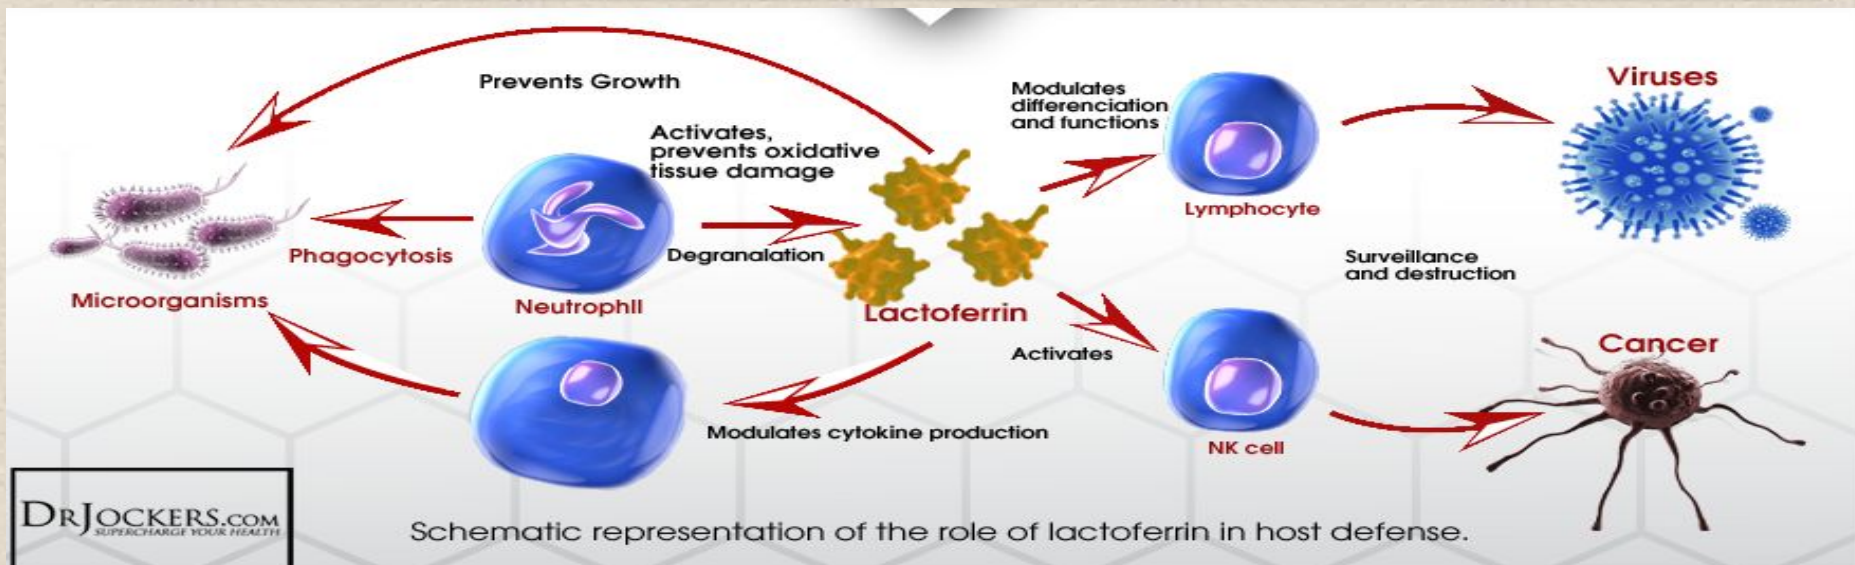 Prevents Growth
Activates,
prevents oxidative
tissue damage
Modulates
differenciation
and functions
Viruses
Lymphocyte
Phagocytosis
Degranalation
Microorganisms
NeutrophIl
Lactoferrin
Surveillance
and destruction
Activates
Cancer
Modulates cytokine production
NK cell
DRJOCKERS.COM
SUPERCHARGE YOUR HEALTH
Schematic representation of the role of lactoferrin in host defense.